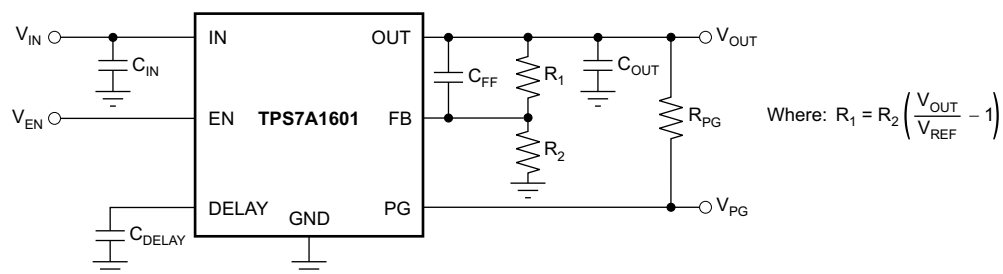 V_IN
IN
OUT
V_OUT
C_IN
C_FF
R_1
C_OUT
V_EN
EN
TPS7A1601
FB
R_2
R_PG
Where: R_1 = R_2 (V_OUT / V_REF − 1)
DELAY
GND
PG
V_PG
C_DELAY